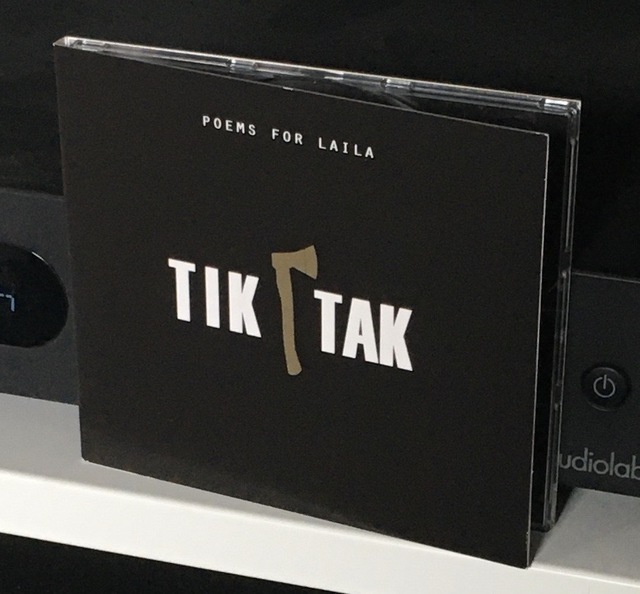 POEMS FOR LAILA
TIK TAK
udiolab